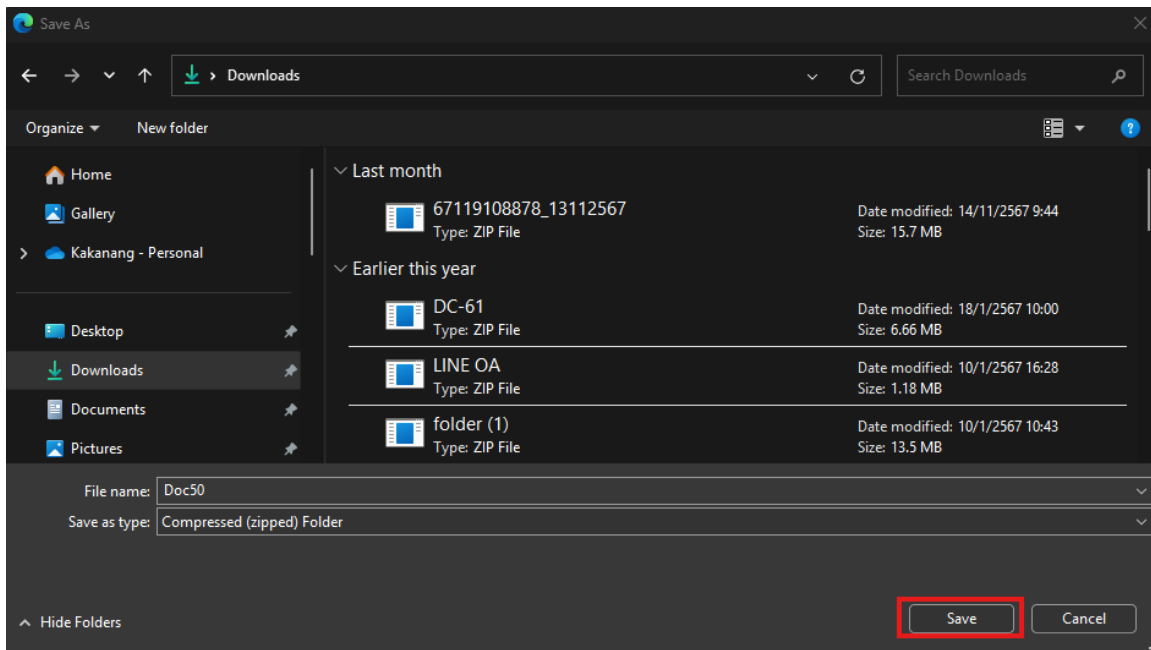 Save As
Downloads
Search Downloads
Organize
New folder
Home
Gallery
Kakanang - Personal
Desktop
Downloads
Documents
Pictures
Last month
67119108878_13112567
Type: ZIP File
Date modified: 14/11/2567 9:44
Size: 15.7 MB
Earlier this year
DC-61
Type: ZIP File
Date modified: 18/1/2567 10:00
Size: 6.66 MB
LINE OA
Type: ZIP File
Date modified: 10/1/2567 16:28
Size: 1.18 MB
folder (1)
Type: ZIP File
Date modified: 10/1/2567 10:43
Size: 13.5 MB
File name: Doc50
Save as type: Compressed (zipped) Folder
Hide Folders
Save
Cancel